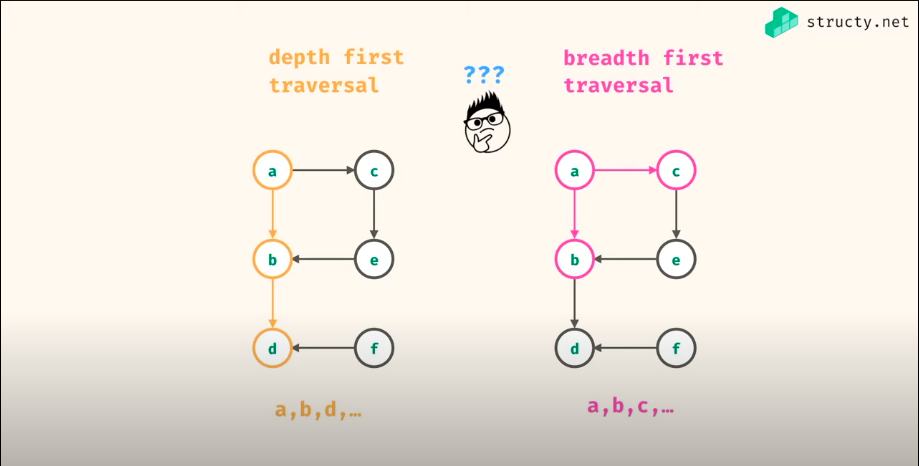 structy.net
depth first
traversal
???
breadth first
traversal
a
c
b
e
d
f
a,b,d,…
a
c
b
e
d
f
a,b,c,…